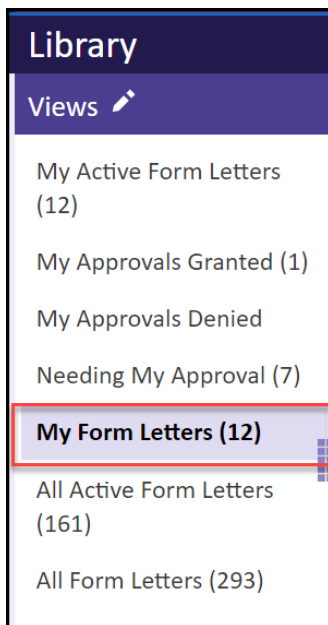 Library
Views
My Active Form Letters
(12)
My Approvals Granted (1)
My Approvals Denied
Needing My Approval (7)
My Form Letters (12)
All Active Form Letters
(161)
All Form Letters (293)